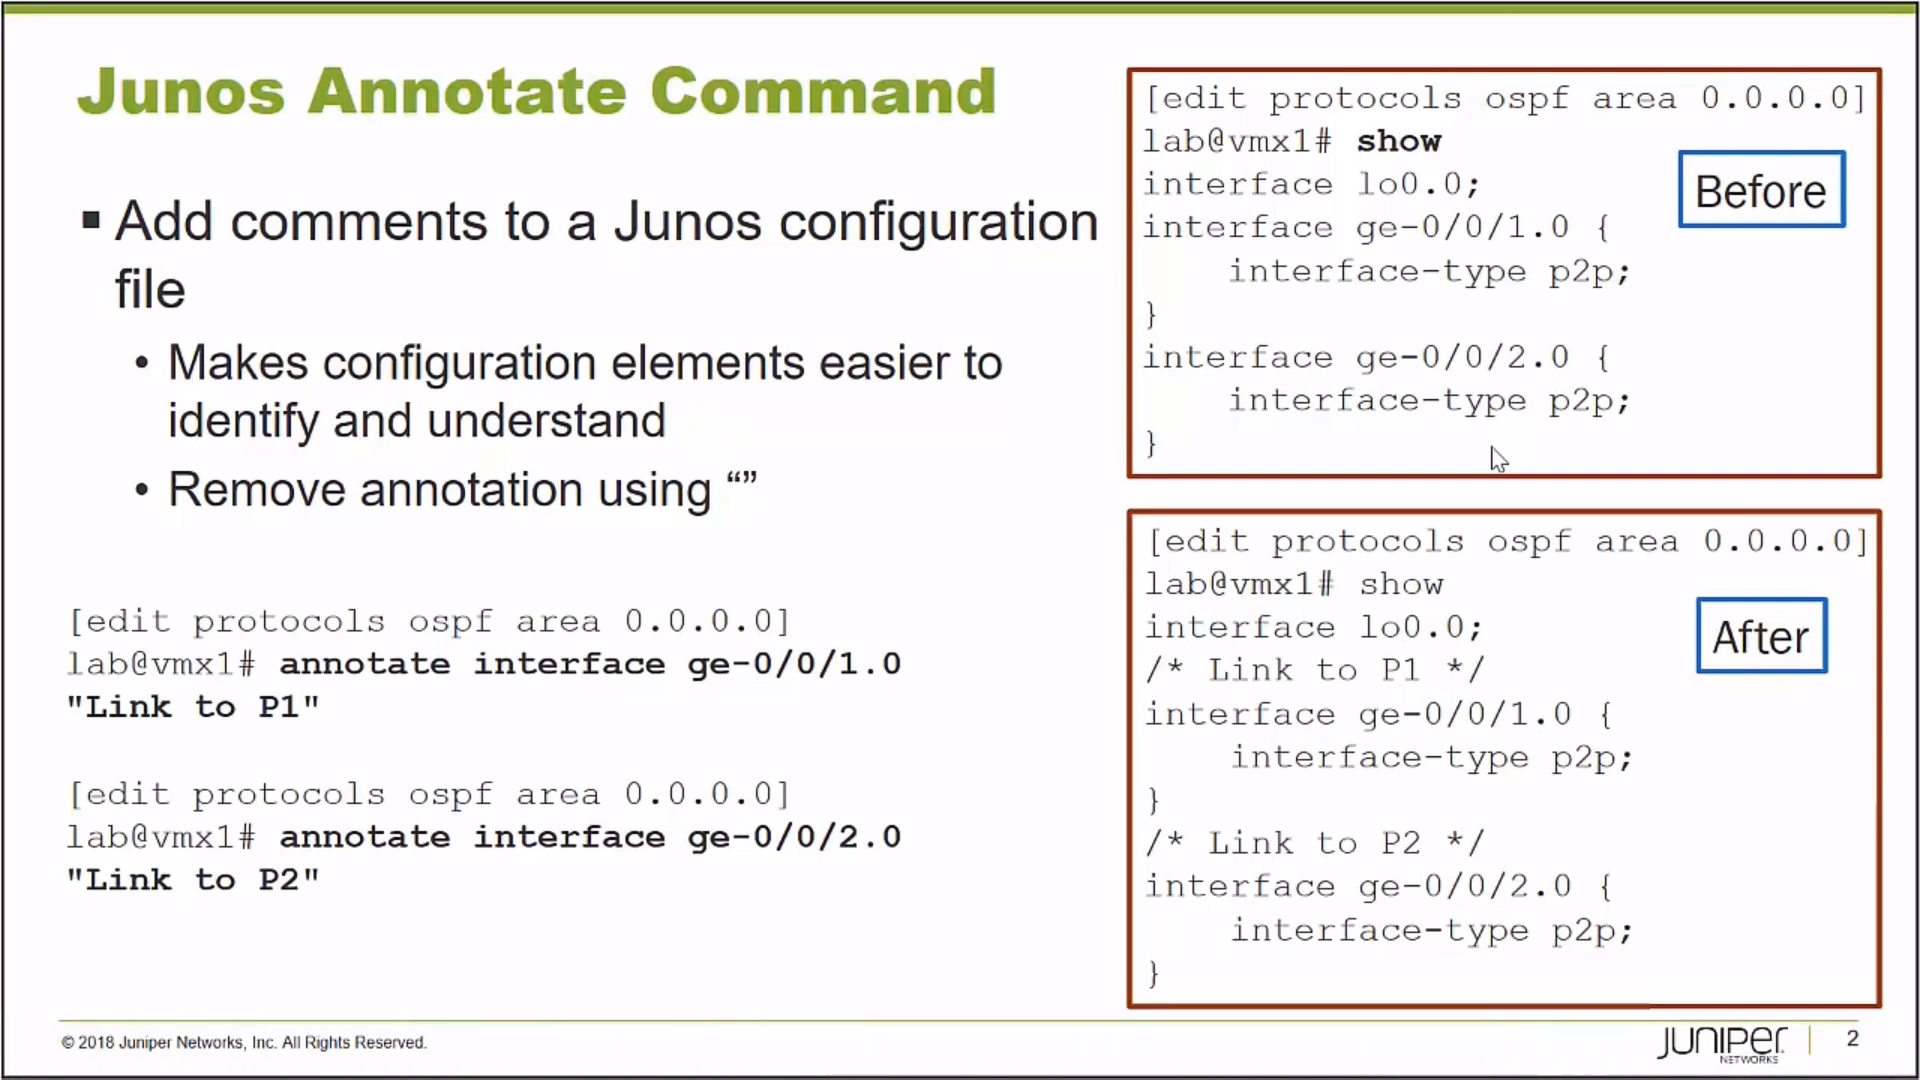 Junos Annotate Command
▪ Add comments to a Junos configuration
file
• Makes configuration elements easier to
identify and understand
• Remove annotation using “”
[edit protocols ospf area 0.0.0.0]
lab@vmx1# annotate interface ge-0/0/1.0
"Link to P1"
[edit protocols ospf area 0.0.0.0]
lab@vmx1# annotate interface ge-0/0/2.0
"Link to P2"
[edit protocols ospf area 0.0.0.0]
lab@vmx1# show
interface lo0.0;
interface ge-0/0/1.0 {
    interface-type p2p;
}
interface ge-0/0/2.0 {
    interface-type p2p;
}
Before
[edit protocols ospf area 0.0.0.0]
lab@vmx1# show
interface lo0.0;
/* Link to P1 */
interface ge-0/0/1.0 {
    interface-type p2p;
}
/* Link to P2 */
interface ge-0/0/2.0 {
    interface-type p2p;
}
After
© 2018 Juniper Networks, Inc. All Rights Reserved.
JUNIPEr
NETWORKS
2